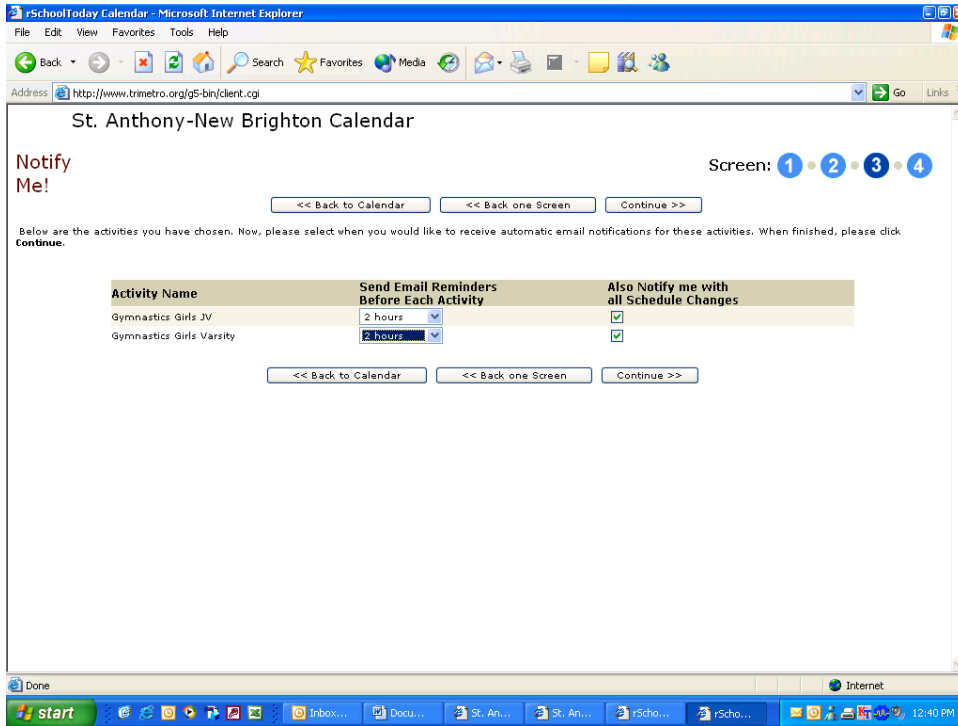 rSchoolToday Calendar - Microsoft Internet Explorer
File Edit View Favorites Tools Help
Back Search Favorites Media
Address http://www.trimetro.org/g5-bin/client.cgi Go Links
St. Anthony-New Brighton Calendar
Notify
Me!
Screen: 1 2 3 4
<< Back to Calendar << Back one Screen Continue >>
Below are the activities you have chosen. Now, please select when you would like to receive automatic email notifications for these activities. When finished, please click
Continue.
Activity Name Send Email Reminders Before Each Activity Also Notify me with all Schedule Changes
Gymnastics Girls JV 2 hours
Gymnastics Girls Varsity 2 hours
<< Back to Calendar << Back one Screen Continue >>
Done Internet
start Inbox... Docu... St. An... St. An... rScho... rScho... 12:40 PM